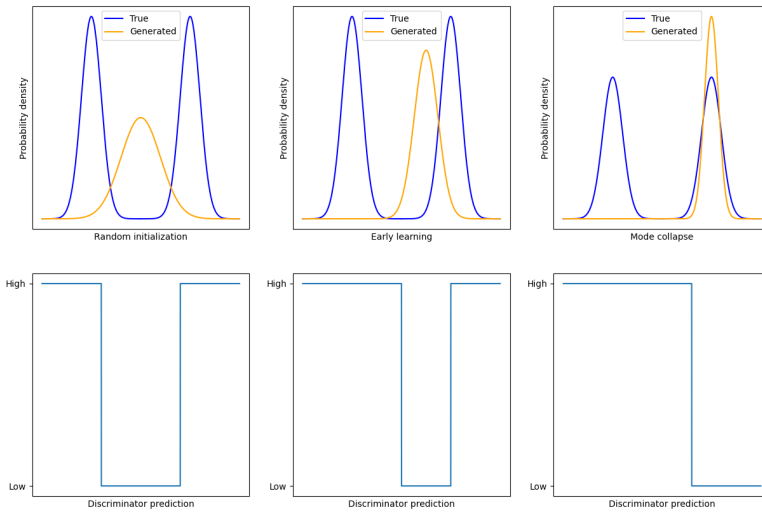 True
Generated
Probability density
Random initialization
True
Generated
Probability density
Early learning
True
Generated
Probability density
Mode collapse
High
Low
Discriminator prediction
High
Low
Discriminator prediction
High
Low
Discriminator prediction